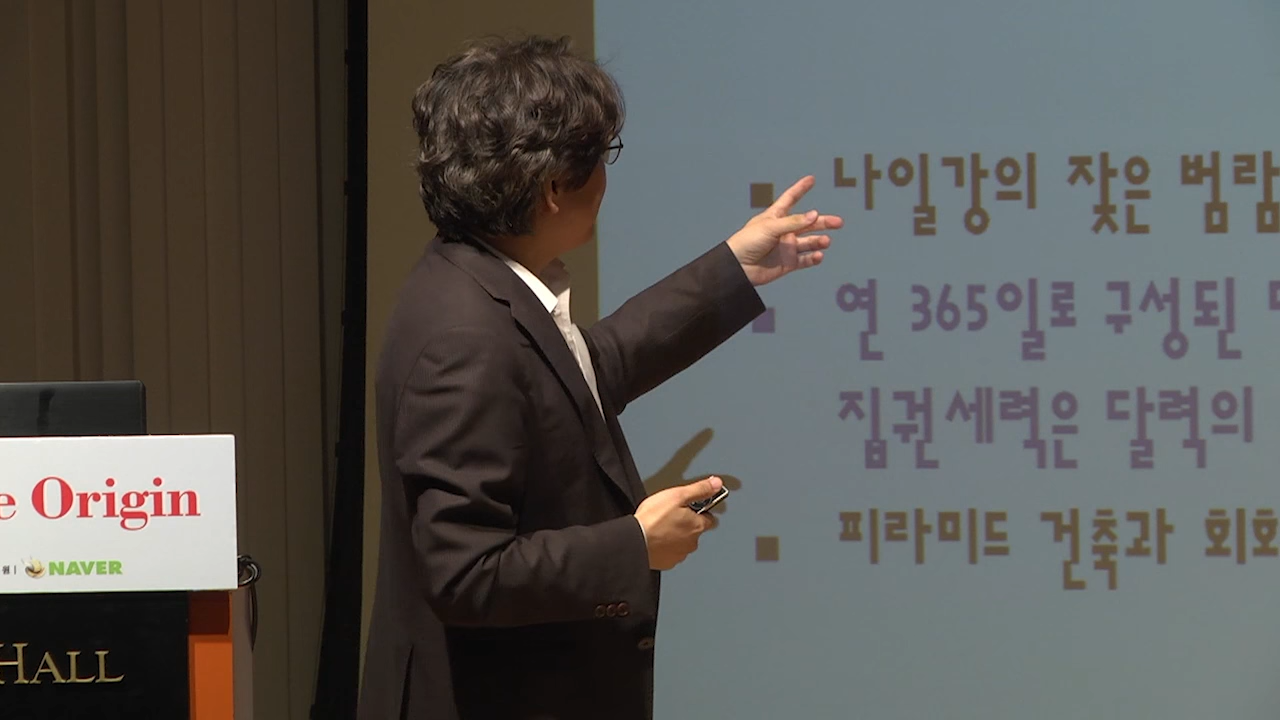 나일강의 잦은 범람
연 365일로 구성된
집권세력은 달력의
피라미드 건축과 회화
e Origin
NAVER
HALL